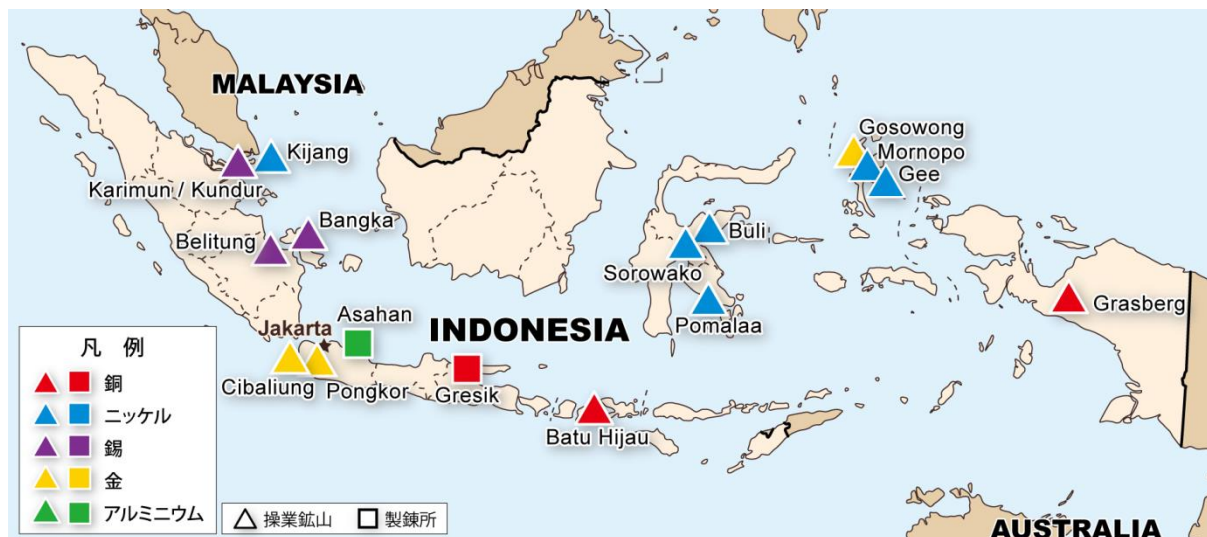 MALAYSIA
Kijang
Karimun / Kundur
Bangka
Belitung
Gosowong
Mornopo
Gee
Buli
Sorowako
Pomalaa
Grasberg
Jakarta
Asahan
INDONESIA
Cibaliung
Pongkor
Gresik
Batu Hijau
AUSTRALIA
凡 例
銅
ニッケル
錫
金
アルミニウム
操業鉱山 製錬所